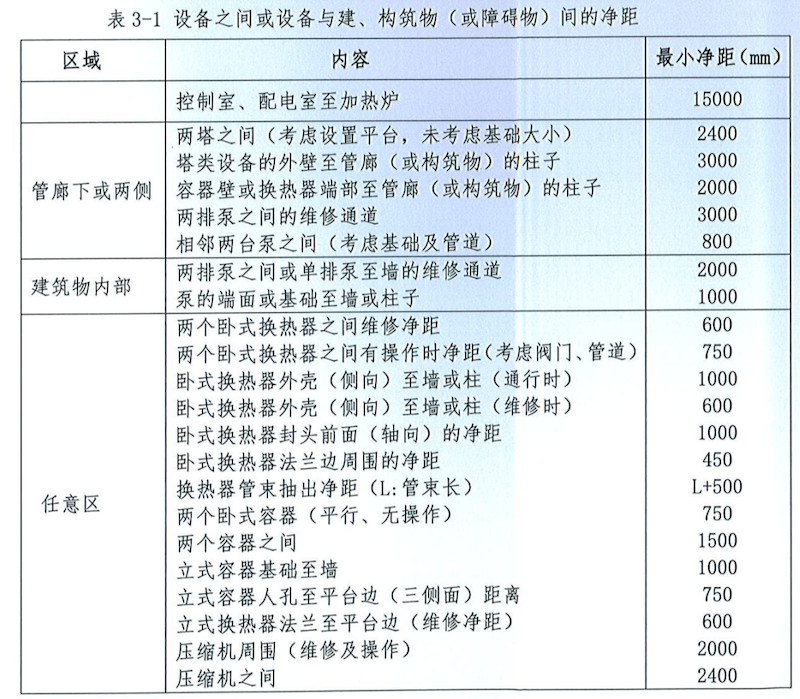 表 3-1 设备之间或设备与建、构筑物（或障碍物）间的净距
区域 内容 最小净距（mm）
控制室、配电室至加热炉 15000
两塔之间（考虑设置平台，未考虑基础大小） 2400
塔类设备的外壁至管廊（或构筑物）的柱子 3000
管廊下或两侧 容器壁或换热器端部至管廊（或构筑物）的柱子 2000
两排泵之间的维修通道 3000
相邻两台泵之间（考虑基础及管道） 800
建筑物内部 两排泵之间或单排泵至墙的维修通道 2000
泵的端面或基础至墙或柱子 1000
两个卧式换热器之间维修净距 600
两个卧式换热器之间有操作时净距（考虑阀门、管道） 750
卧式换热器外壳（侧向）至墙或柱（通行时） 1000
卧式换热器外壳（侧向）至墙或柱（维修时） 600
卧式换热器封头前面（轴向）的净距 1000
卧式换热器法兰边周围的净距 450
任意区 换热器管束抽出净距（L:管束长） L+500
两个卧式容器（平行、无操作） 750
两个容器之间 1500
立式容器基础至墙 1000
立式容器人孔至平台边（三侧面）距离 750
立式换热器法兰至平台边（维修净距） 600
压缩机周围（维修及操作） 2000
压缩机之间 2400